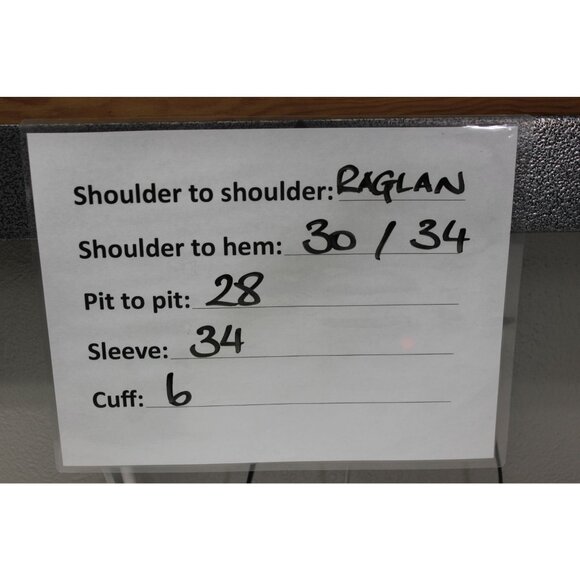 Shoulder to shoulder: RAGLAN
Shoulder to hem: 30 / 34
Pit to pit: 28
Sleeve: 34
Cuff: 6